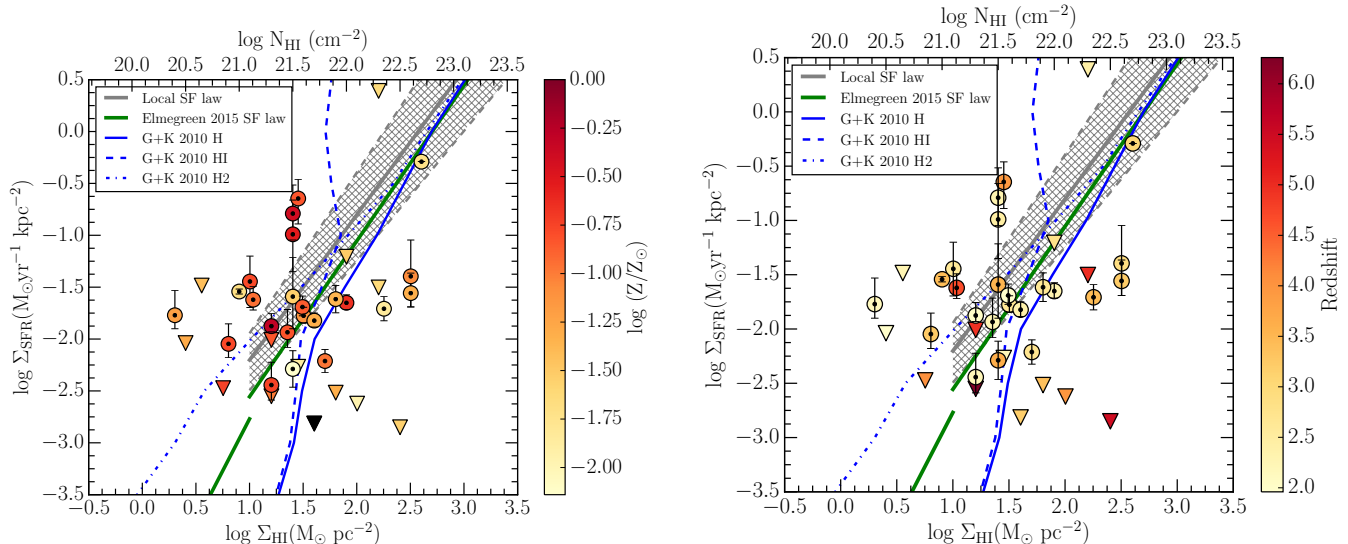 log N_HI (cm^−2)
20.0 20.5 21.0 21.5 22.0 22.5 23.0 23.5
0.5
0.0
−0.5
−1.0
−1.5
−2.0
−2.5
−3.0
−3.5
log Σ_SFR(M_⊙yr^−1 kpc^−2)
Local SF law
Elmegreen 2015 SF law
G+K 2010 H
G+K 2010 HI
G+K 2010 H2
−0.5 0.0 0.5 1.0 1.5 2.0 2.5 3.0 3.5
log Σ_HI(M_⊙ pc^−2)
0.00
−0.25
−0.50
−0.75
−1.00
−1.25
−1.50
−1.75
−2.00
log (Z/Z_⊙)
log N_HI (cm^−2)
20.0 20.5 21.0 21.5 22.0 22.5 23.0 23.5
0.5
0.0
−0.5
−1.0
−1.5
−2.0
−2.5
−3.0
−3.5
log Σ_SFR(M_⊙yr^−1 kpc^−2)
Local SF law
Elmegreen 2015 SF law
G+K 2010 H
G+K 2010 HI
G+K 2010 H2
−0.5 0.0 0.5 1.0 1.5 2.0 2.5 3.0 3.5
log Σ_HI(M_⊙ pc^−2)
6.0
5.5
5.0
4.5
4.0
3.5
3.0
2.5
2.0
Redshift